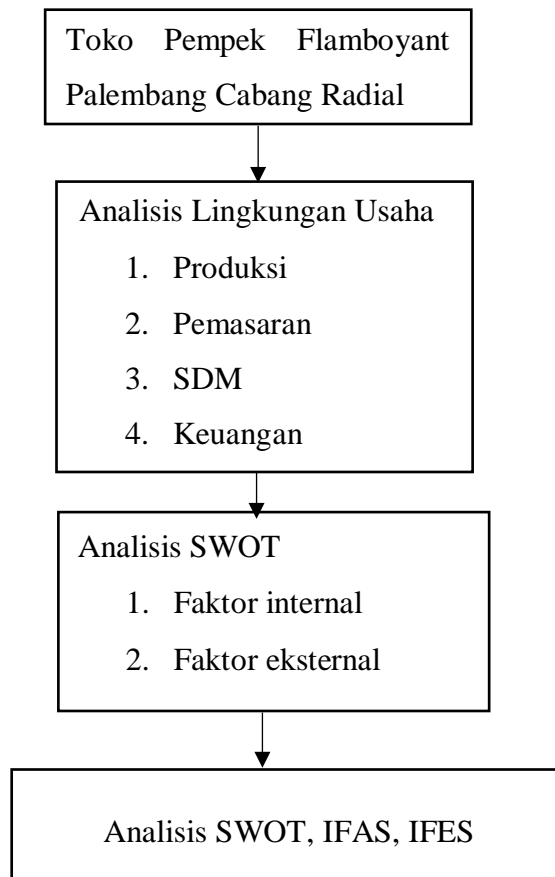 Toko Pempek Flamboyant
Palembang Cabang Radial
Analisis Lingkungan Usaha
1. Produksi
2. Pemasaran
3. SDM
4. Keuangan
Analisis SWOT
1. Faktor internal
2. Faktor eksternal
Analisis SWOT, IFAS, IFES